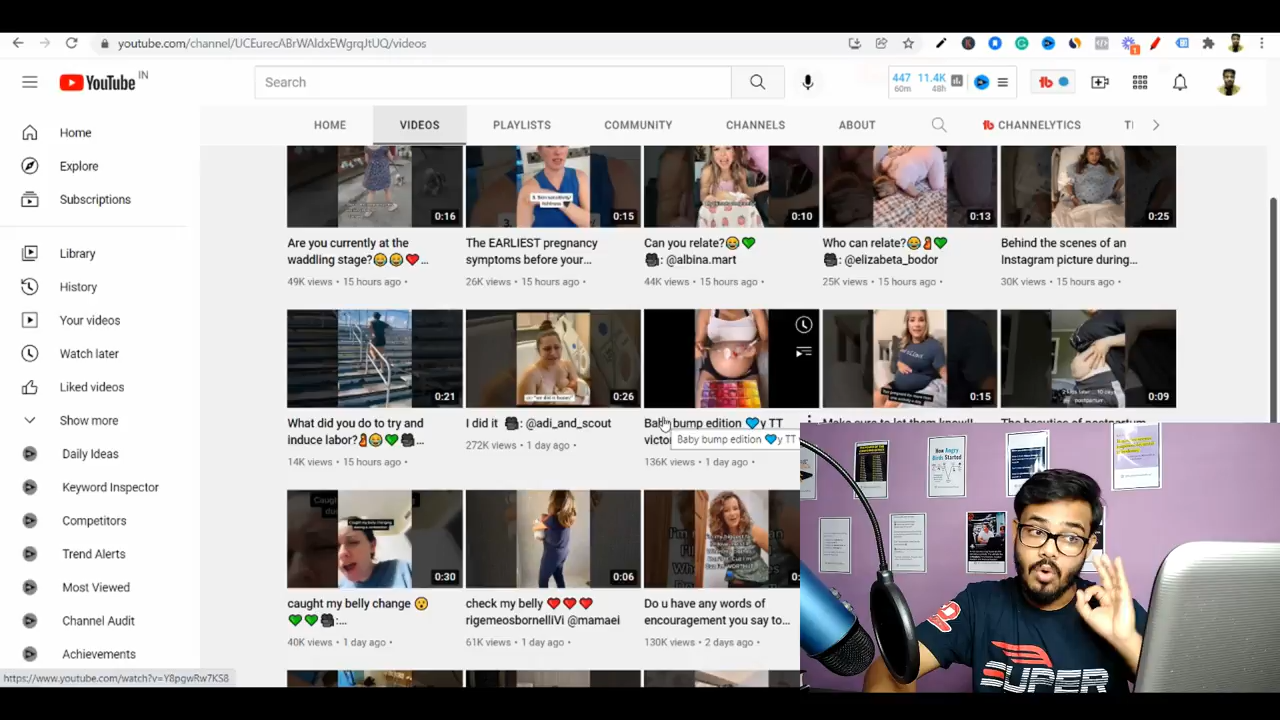 youtube.com/channel/UCEurecABrWAIdxEWgrqJtUQ/videos
YouTube IN
Search
447 11.4K
60m 48h
HOME VIDEOS PLAYLISTS COMMUNITY CHANNELS ABOUT CHANNELYTICS
Home
Explore
Subscriptions
Library
History
Your videos
Watch later
Liked videos
Show more
Daily Ideas
Keyword Inspector
Competitors
Trend Alerts
Most Viewed
Channel Audit
Achievements
0:16
Are you currently at the
waddling stage?😂😂❤️...
49K views • 15 hours ago •
0:15
The EARLIEST pregnancy
symptoms before your...
26K views • 15 hours ago •
0:10
Can you relate?😂💚
: @albina.mart
44K views • 15 hours ago •
0:13
Who can relate?😂🤰💚
: @elizabeta_bodor
25K views • 15 hours ago •
0:25
Behind the scenes of an
Instagram picture during...
30K views • 15 hours ago •
0:21
What did you do to try and
induce labor?🤰😂💚...
14K views • 15 hours ago •
0:26
I did it : @adi_and_scout
272K views • 1 day ago •
bump edition 💙y TT
Baby bump edition 💙y TT
136K views • 1 day ago •
0:15
0:09
0:30
caught my belly change 😮
💚💚:...
40K views • 1 day ago •
0:06
check my belly ❤️❤️❤️
rigemeosbornelliVi @mamaei
61K views • 1 day ago •
Do u have any words of
encouragement you say to...
130K views • 2 days ago •
https://www.youtube.com/watch?v=Y8pgwRw7KS8
How
Angry
Birds
Started
SUPER